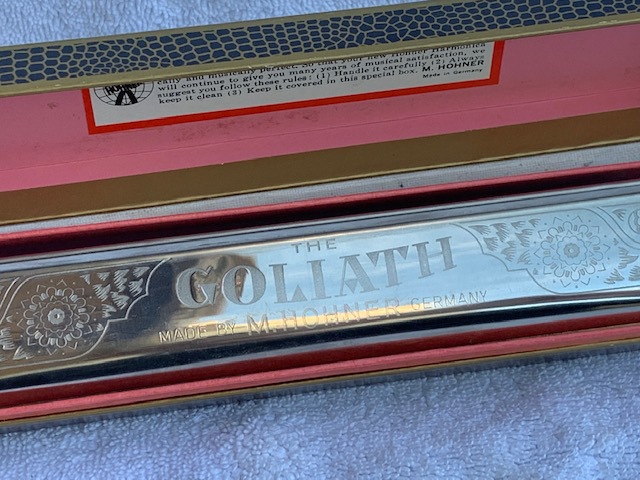 cally and musically perfect. So that your new Hohner Harmonica
will continue to give you many years of musical satisfaction, we
suggest you follow these rules: (1) Handle it carefully (2) Always
keep it clean (3) Keep it covered in this special box. M. HOHNER
Made in Germany
THE
GOLIATH
MADE BY M. HOHNER GERMANY